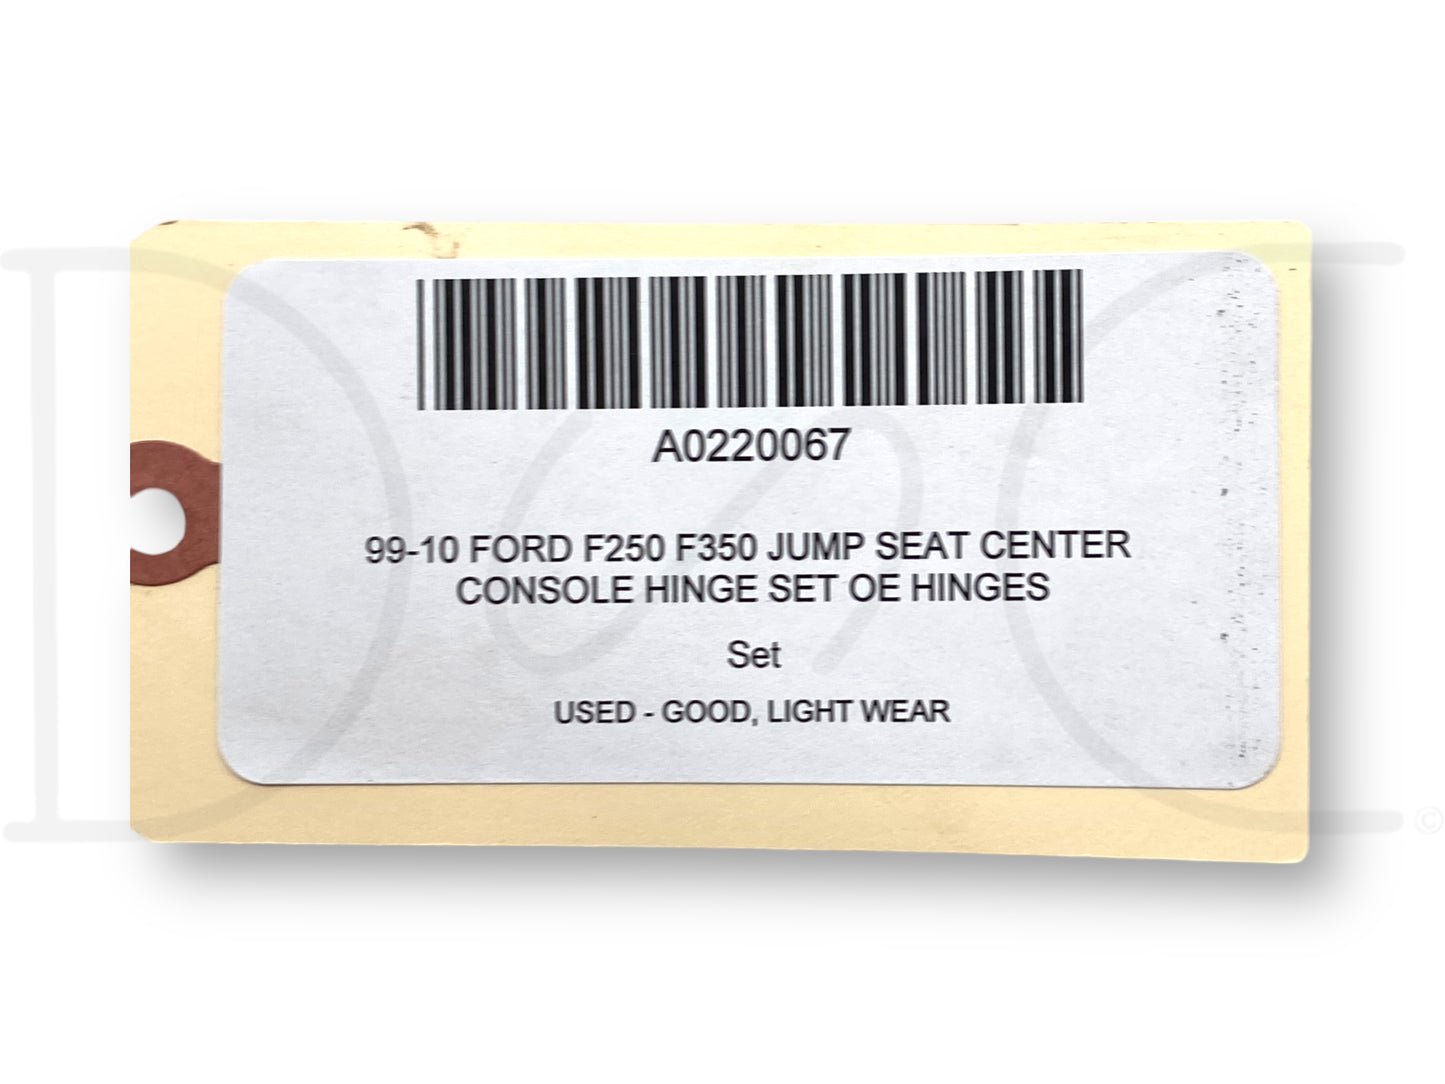 A0220067
99-10 FORD F250 F350 JUMP SEAT CENTER
CONSOLE HINGE SET OE HINGES
Set
USED - GOOD, LIGHT WEAR
©